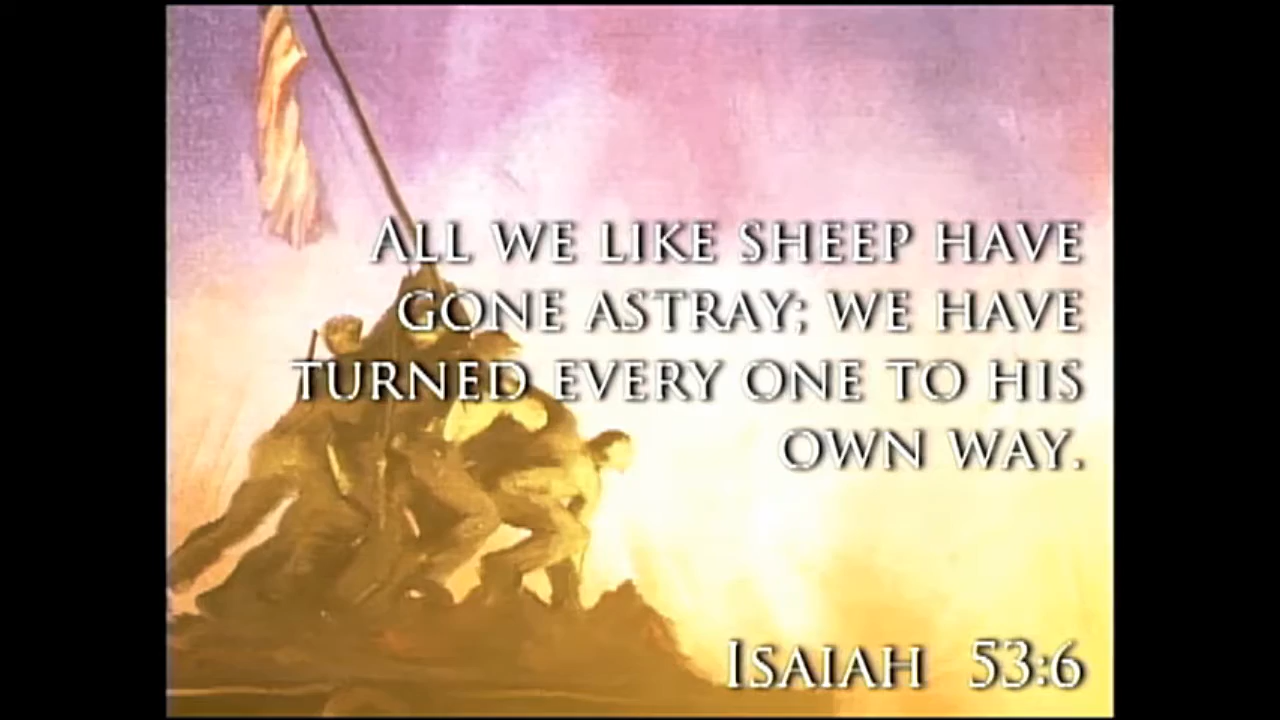 All we like sheep have
gone astray; we have
turned every one to his
own way.
Isaiah 53:6